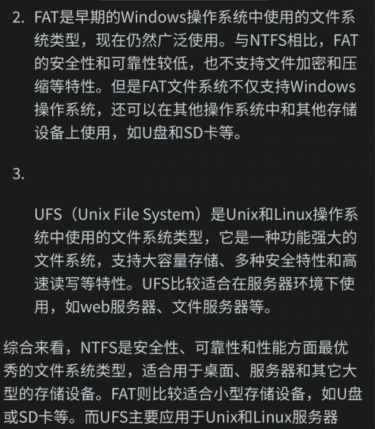 2. FAT是早期的Windows操作系统中使用的文件系
统类型，现在仍然广泛使用。与NTFS相比，FAT
的安全性和可靠性较低，也不支持文件加密和压
缩等特性。但是FAT文件系统不仅支持Windows
操作系统，还可以在其他操作系统中和其他存储
设备上使用，如U盘和SD卡等。
3.
UFS（Unix File System）是Unix和Linux操作系
统中使用的文件系统类型，它是一种功能强大的
文件系统，支持大容量存储、多种安全特性和高
速读写等特性。UFS比较适合在服务器环境下使
用，如web服务器、文件服务器等。
综合来看，NTFS是安全性、可靠性和性能方面最优
秀的文件系统类型，适合用于桌面、服务器和其它大
型的存储设备。FAT则比较适合小型存储设备，如U盘
或SD卡等。而UFS主要应用于Unix和Linux服务器